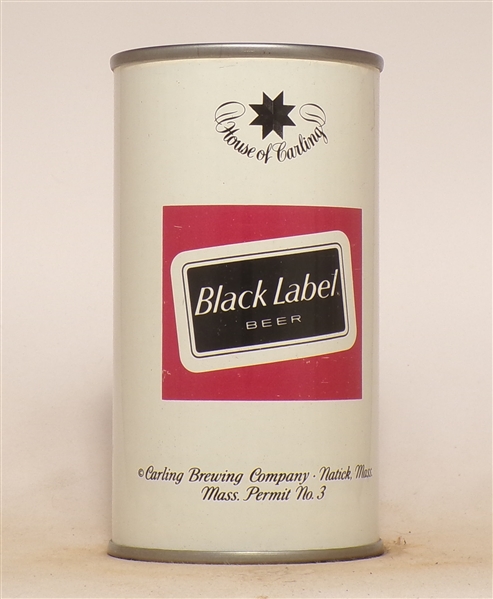 House of Carling
Black Label
BEER
© Carling Brewing Company · Natick, Mass.
Mass. Permit No. 3